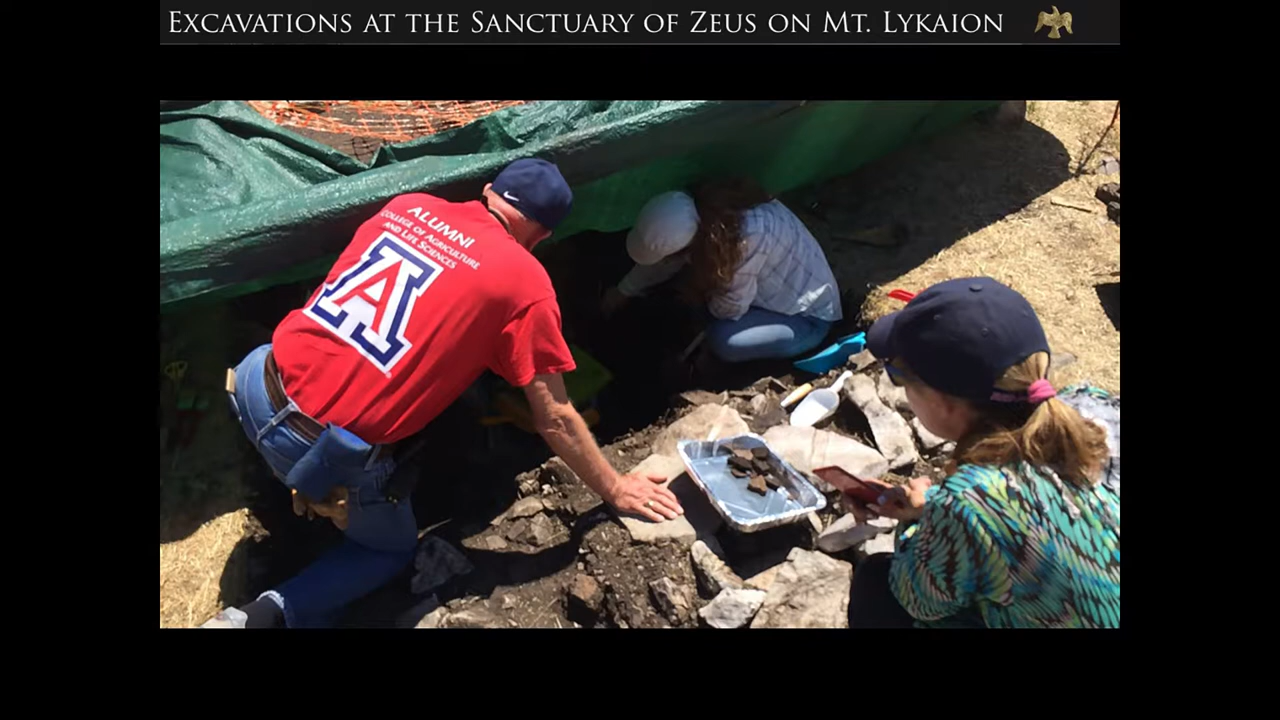 EXCAVATIONS AT THE SANCTUARY OF ZEUS ON MT. LYKAION
ALUMNI
COLLEGE OF AGRICULTURE
AND LIFE SCIENCES
A